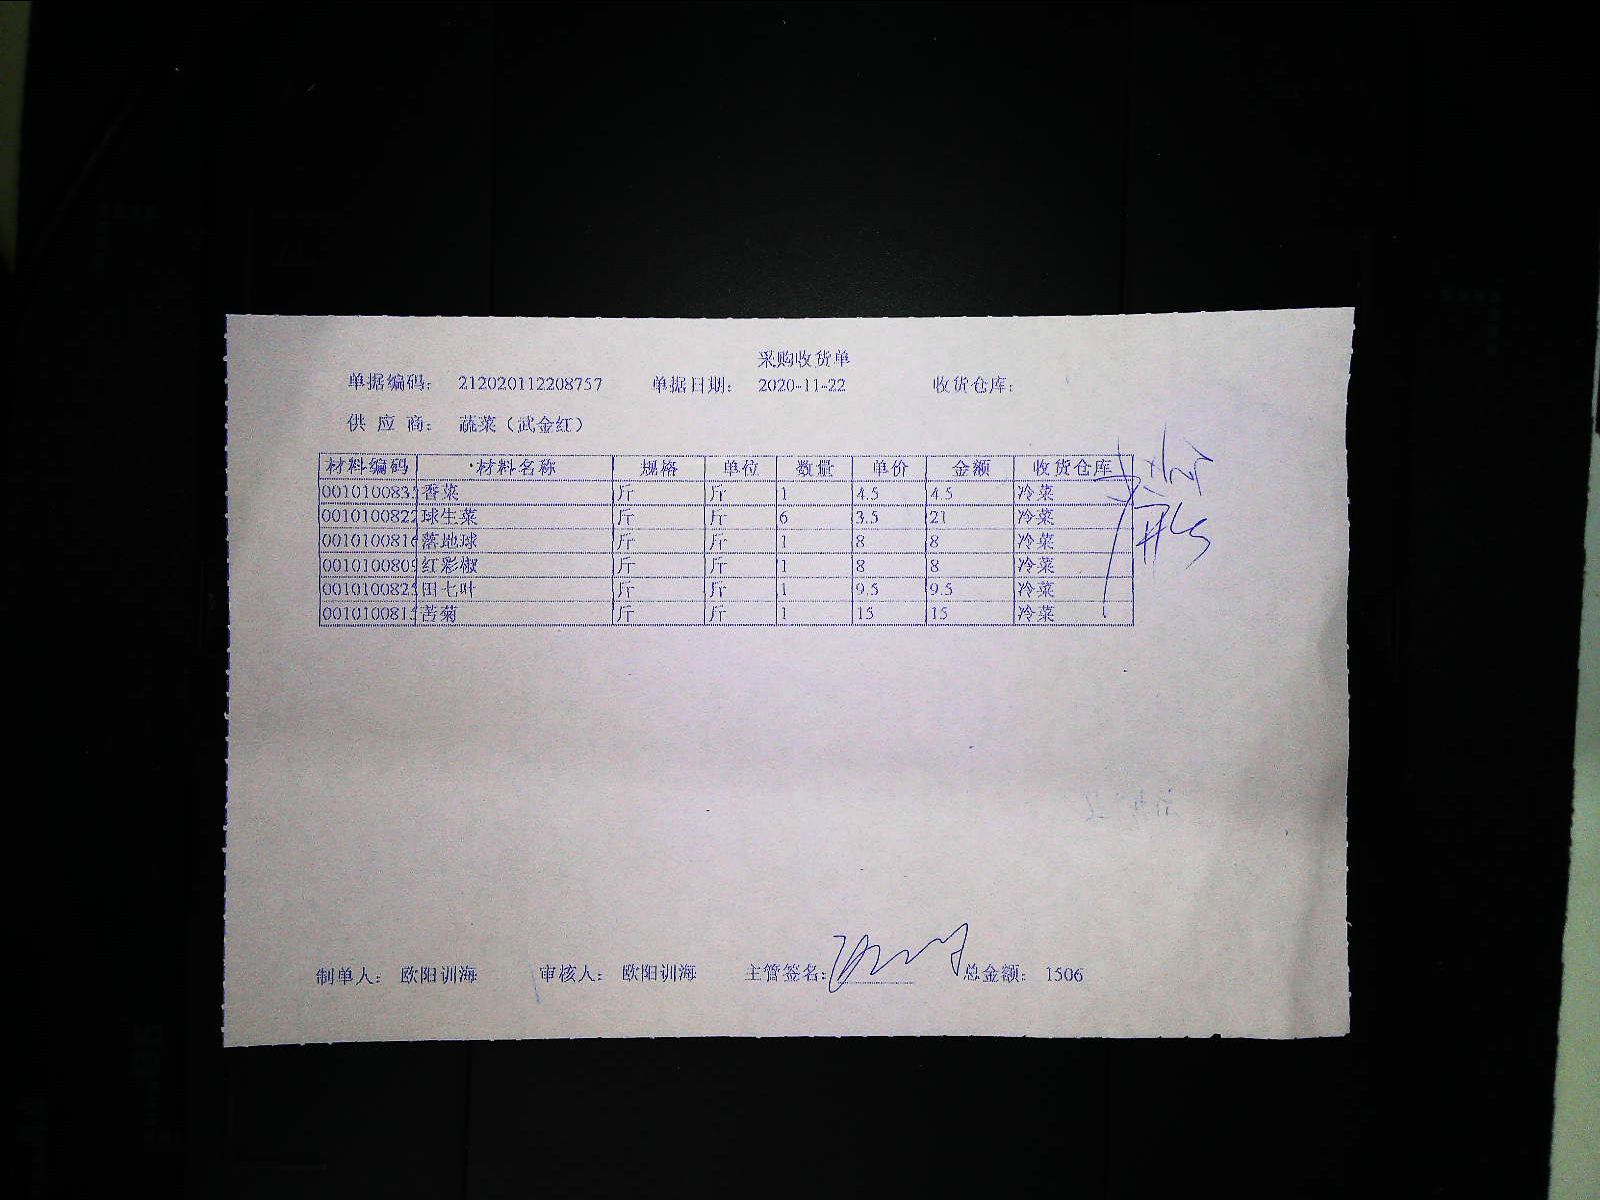 采购收货单
单据编码： 212020112208757 单据日期： 2020-11-22 收货仓库：
供 应 商： 蔬菜（武金红）
材料编码 材料名称 规格 单位 数量 单价 金额 收货仓库
0010100833 香菜 斤 斤 1 4.5 4.5 冷菜
0010100822 球生菜 斤 斤 6 3.5 21 冷菜
0010100816 落地球 斤 斤 1 8 8 冷菜
0010100809 红彩椒 斤 斤 1 8 8 冷菜
0010100825 田七叶 斤 斤 1 9.5 9.5 冷菜
001010081 苦菊 斤 斤 1 15 15 冷菜
制单人： 欧阳训海 审核人： 欧阳训海 主管签名： 总金额： 1506